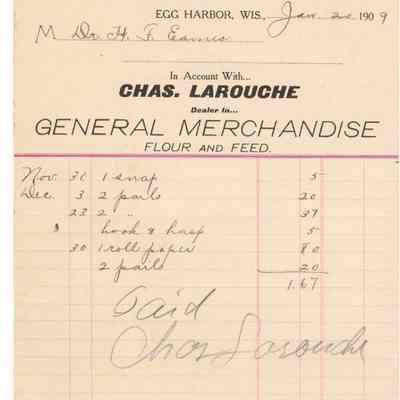 EGG HARBOR, WIS., Jan 2nd 1909
M Dr. H. F. Eames
In Account With...
CHAS. LAROUCHE
Dealer in...
GENERAL MERCHANDISE
FLOUR AND FEED.
Nov. 30 1 snap 5
Dec. 3 2 pails 20
23 2 " 37
hook & hasp 5
30 1 roll paper 80
2 pails 20
1.67
Paid
Chas Larouche